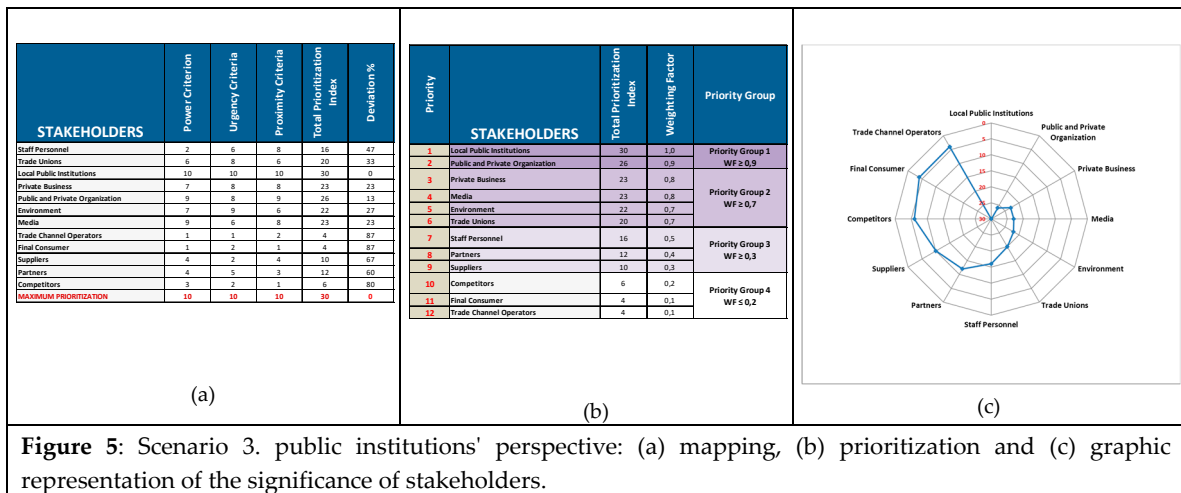 STAKEHOLDERS Power Criterion Urgency Criteria Proximity Criteria Total Prioritization Index Deviation %
Staff Personnel 2 6 8 16 47
Trade Unions 6 8 6 20 33
Local Public Institutions 10 10 10 30 0
Private Business 7 8 8 23 23
Public and Private Organization 9 8 9 26 13
Environment 7 9 6 22 27
Media 9 6 8 23 23
Trade Channel Operators 1 1 2 4 87
Final Consumer 1 2 1 4 87
Suppliers 4 2 4 10 67
Partners 4 5 3 12 60
Competitors 3 2 1 6 80
MAXIMUM PRIORITIZATION 10 10 10 30 0
(a)
Priority STAKEHOLDERS Total Prioritization Index Weighting Factor Priority Group
1 Local Public Institutions 30 1,0 Priority Group 1
2 Public and Private Organization 26 0,9 WF ≥ 0,9
3 Private Business 23 0,8
4 Media 23 0,8 Priority Group 2
5 Environment 22 0,7 WF ≥ 0,7
6 Trade Unions 20 0,7
7 Staff Personnel 16 0,5
8 Partners 12 0,4 Priority Group 3
9 Suppliers 10 0,3 WF ≥ 0,3
10 Competitors 6 0,2
11 Final Consumer 4 0,1 Priority Group 4
12 Trade Channel Operators 4 0,1 WF ≤ 0,2
(b)
Local Public Institutions
Public and Private
Organization
Private Business
Media
Environment
Trade Unions
Staff Personnel
Partners
Suppliers
Competitors
Final Consumer
Trade Channel Operators
0
5
10
15
20
25
30
(c)
Figure 5: Scenario 3. public institutions' perspective: (a) mapping, (b) prioritization and (c) graphic
representation of the significance of stakeholders.